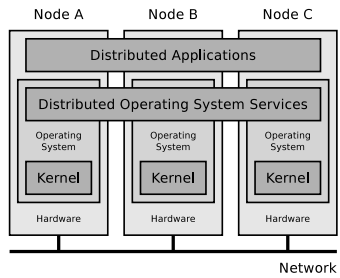 Node A Node B Node C
Distributed Applications
Distributed Operating System Services
Operating Operating Operating
System System System
Kernel Kernel Kernel
Hardware Hardware Hardware
Network